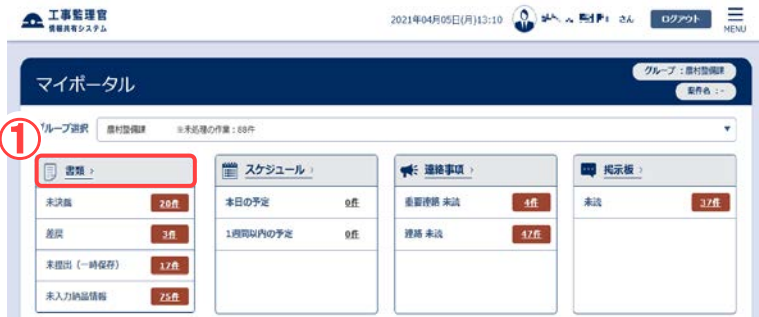 工事監理官
情報共有システム
2021年04月05日(月)13:10
さん
ログアウト
MENU
マイポータル
グループ：農村整備課
案件名：-
ループ選択
農村整備課 ※未処理の作業：88件
①
書類 ›
未決裁 20件
差戻 3件
未提出（一時保存） 17件
未入力納品情報 25件
スケジュール ›
本日の予定 0件
1週間以内の予定 0件
連絡事項 ›
重要連絡 未読 4件
連絡 未読 47件
掲示板 ›
未読 37件